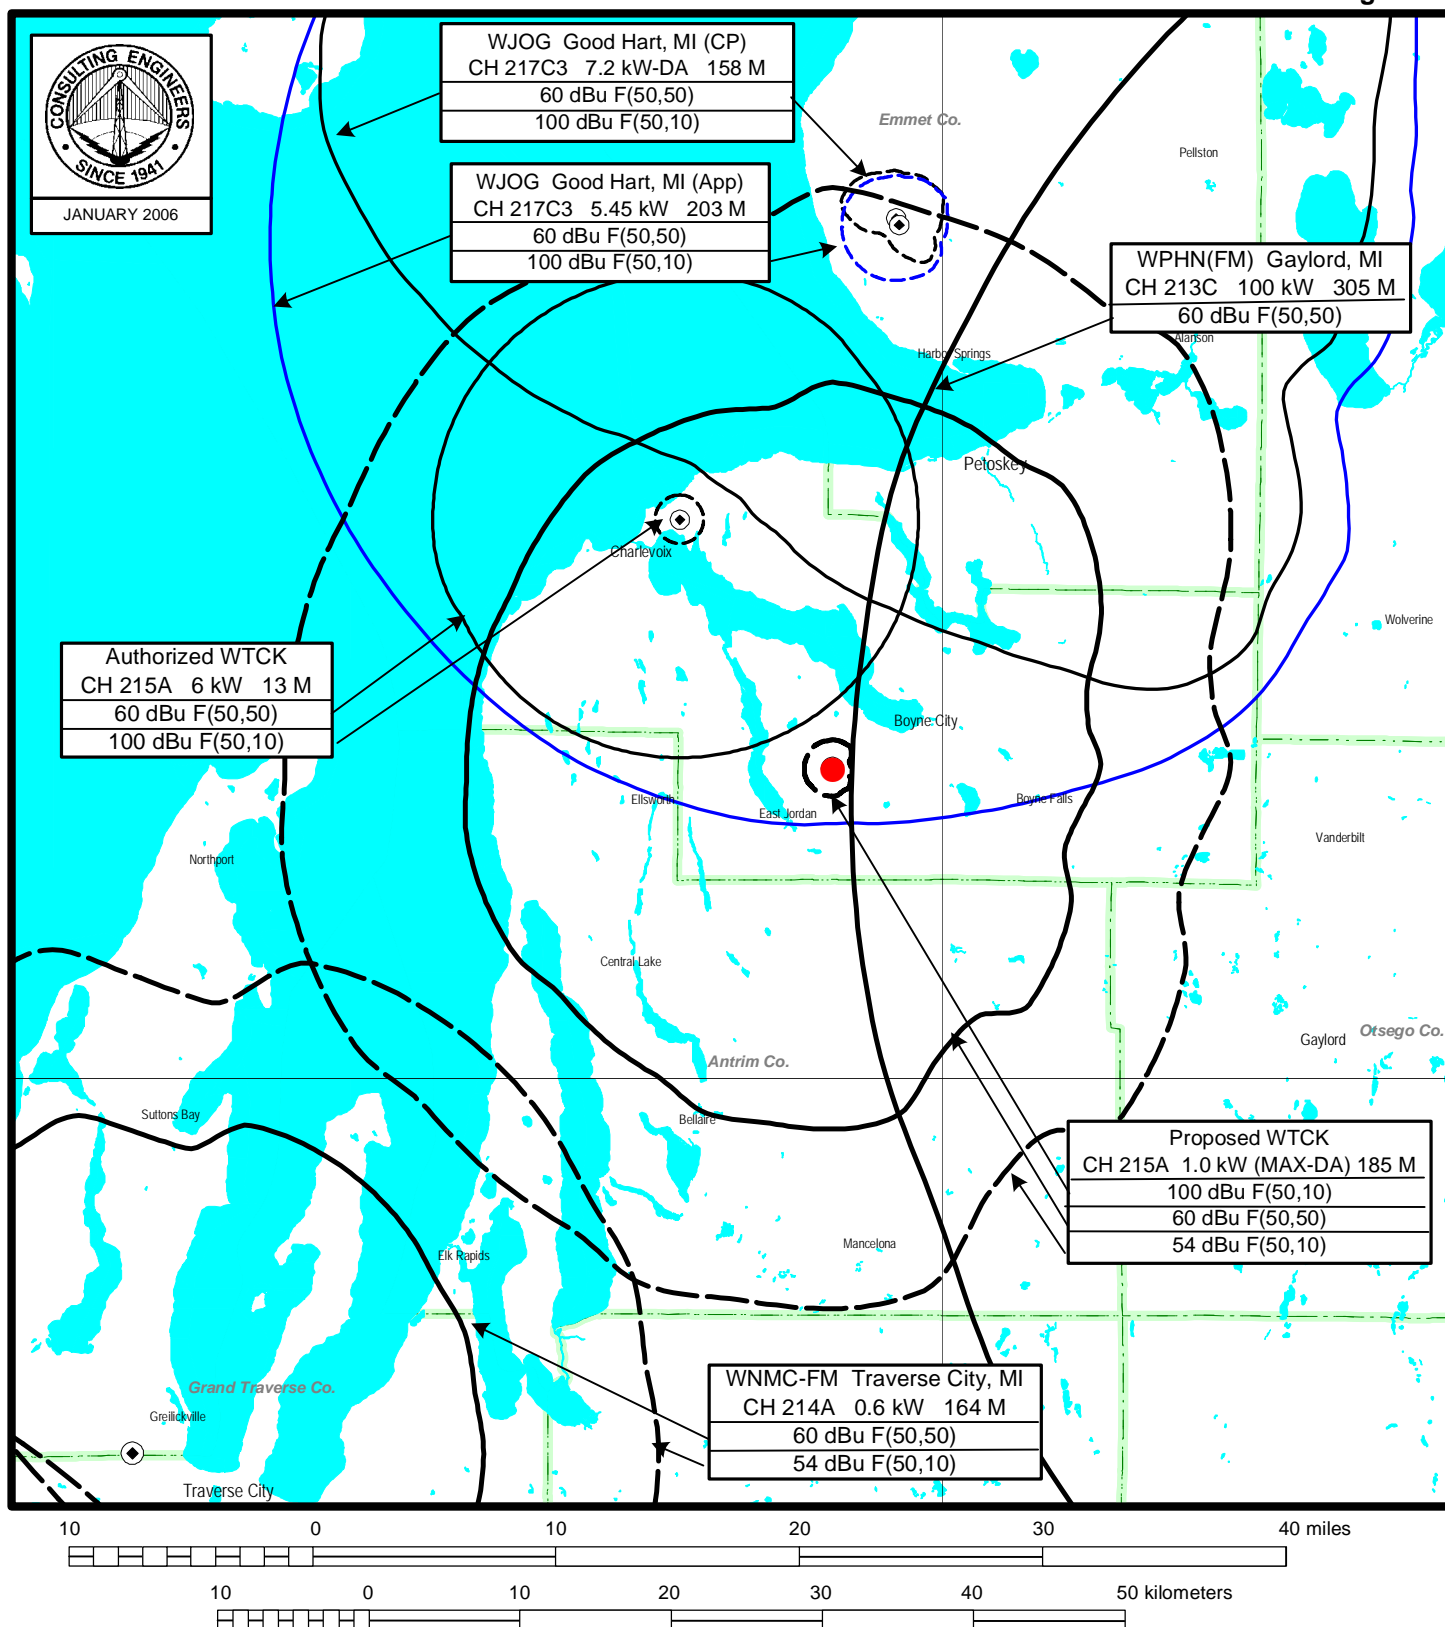 g
CONSULTING ENGINEERS
• SINCE 1941 •
JANUARY 2006
WJOG Good Hart, MI (CP)
CH 217C3 7.2 kW-DA 158 M
60 dBu F(50,50)
100 dBu F(50,10)
Emmet Co.
Pellston
WJOG Good Hart, MI (App)
CH 217C3 5.45 kW 203 M
60 dBu F(50,50)
100 dBu F(50,10)
WPHN(FM) Gaylord, MI
CH 213C 100 kW 305 M
60 dBu F(50,50)
Alanson
Harbor Springs
Petoskey
Charlevoix
Wolverine
Authorized WTCK
CH 215A 6 kW 13 M
60 dBu F(50,50)
100 dBu F(50,10)
Boyne City
Ellsworth
East Jordan
Boyne Falls
Vanderbilt
Northport
Central Lake
Otsego Co.
Gaylord
Antrim Co.
Suttons Bay
Bellaire
Proposed WTCK
CH 215A 1.0 kW (MAX-DA) 185 M
100 dBu F(50,10)
60 dBu F(50,50)
54 dBu F(50,10)
Mancelona
Elk Rapids
WNMC-FM Traverse City, MI
CH 214A 0.6 kW 164 M
60 dBu F(50,50)
54 dBu F(50,10)
Grand Traverse Co.
Greilickville
Traverse City
10 0 10 20 30 40 miles
10 0 10 20 30 40 50 kilometers